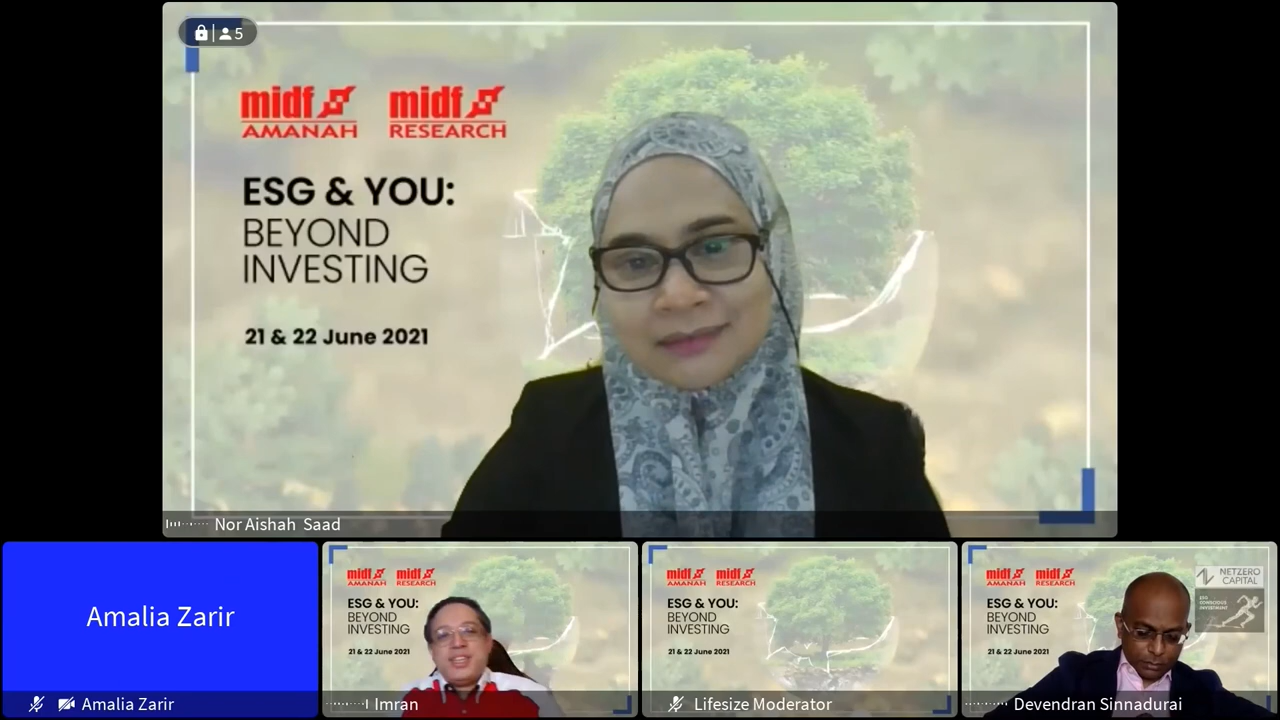 5
midf midf
AMANAH RESEARCH
ESG & YOU:
BEYOND
INVESTING
21 & 22 June 2021
Nor Aishah Saad
Amalia Zarir
Amalia Zarir
midf midf
AMANAH RESEARCH
ESG & YOU:
BEYOND
INVESTING
21 & 22 June 2021
Imran
midf midf
AMANAH RESEARCH
ESG & YOU:
BEYOND
INVESTING
21 & 22 June 2021
Lifesize Moderator
midf midf
AMANAH RESEARCH
NETZERO
CAPITAL
ESG & YOU:
BEYOND
INVESTING
21 & 22 June 2021
ESG
CONSCIOUS
INVESTMENT
Devendran Sinnadurai